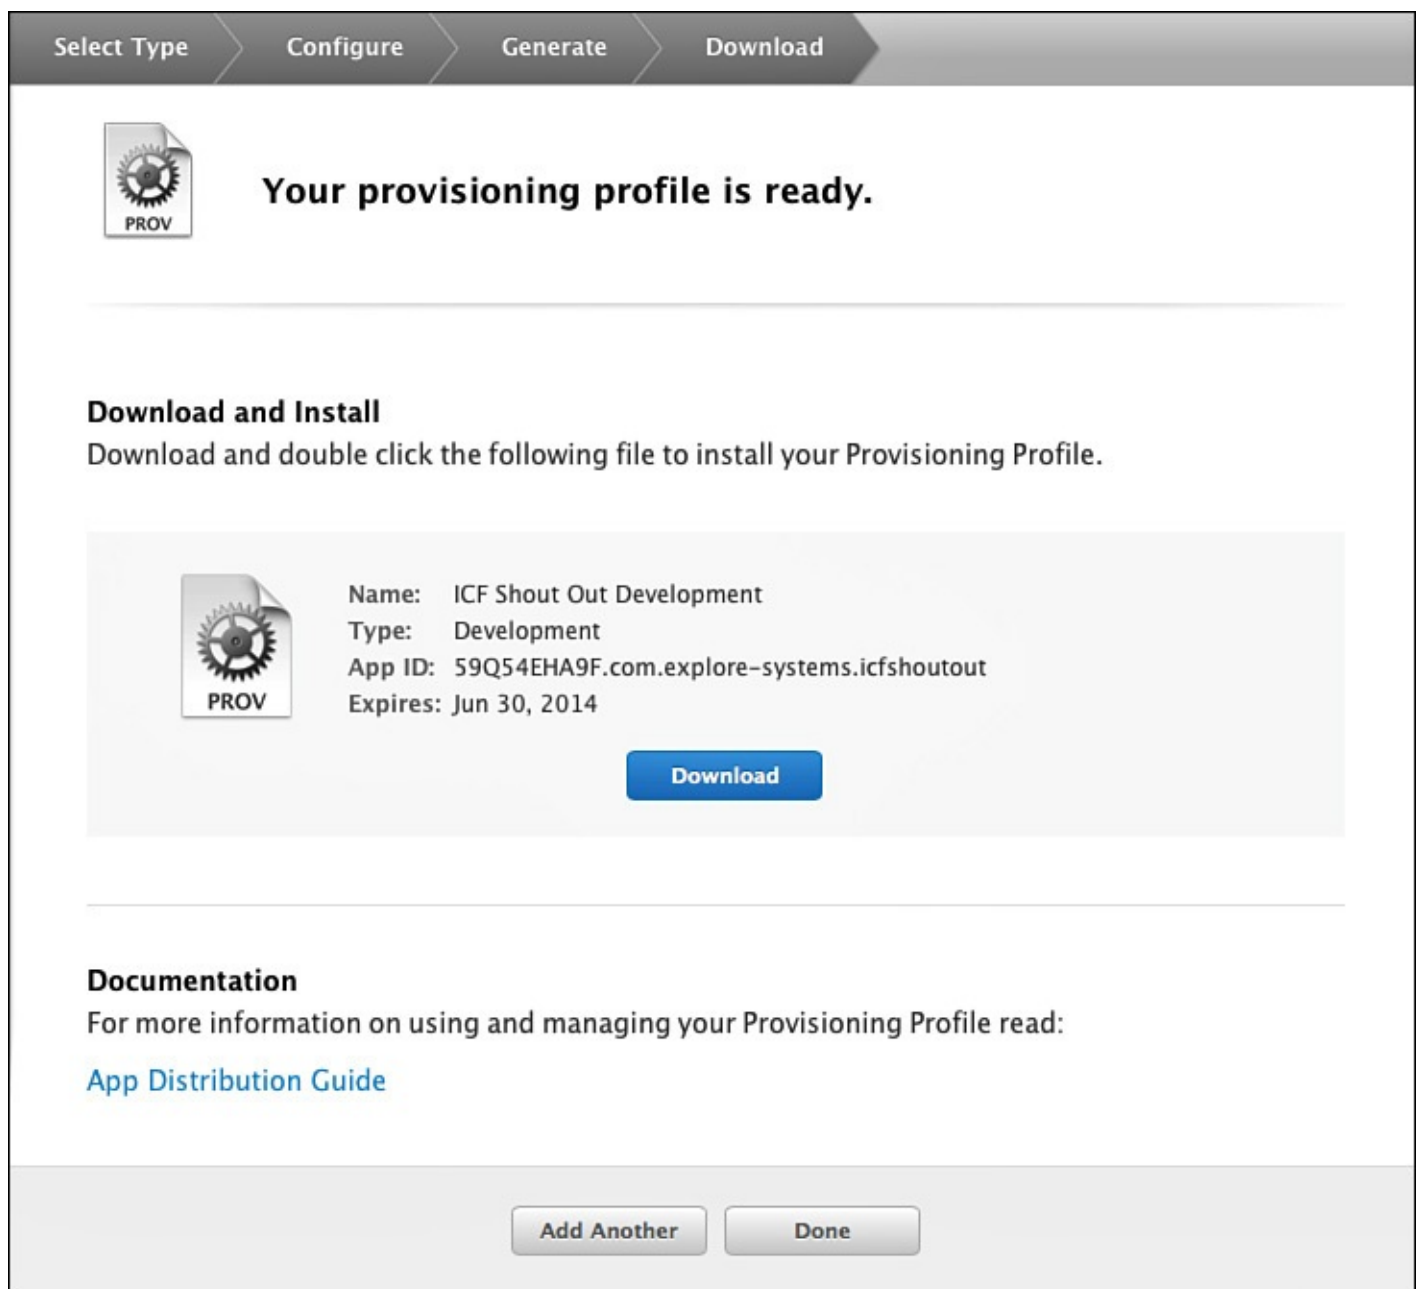 Select Type Configure Generate Download
PROV
Your provisioning profile is ready.
Download and Install
Download and double click the following file to install your Provisioning Profile.
PROV
Name: ICF Shout Out Development
Type: Development
App ID: 59Q54EHA9F.com.explore-systems.icfshoutout
Expires: Jun 30, 2014
Download
Documentation
For more information on using and managing your Provisioning Profile read:
App Distribution Guide
Add Another Done